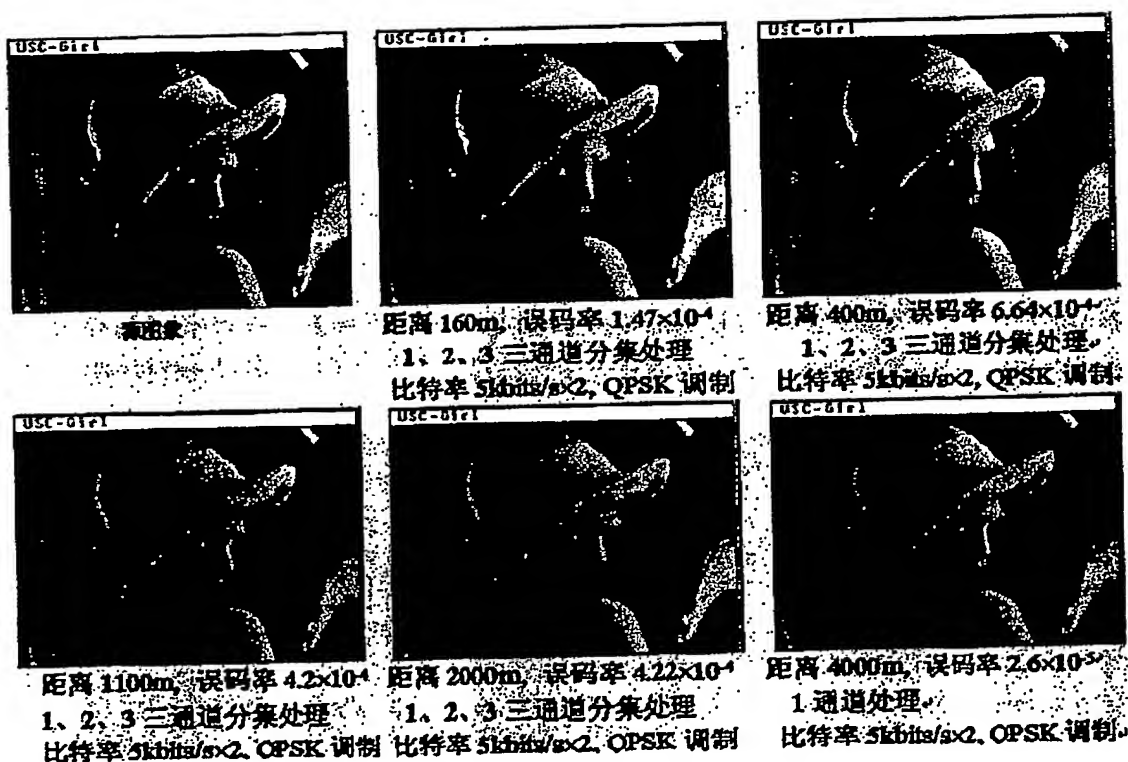 USC-Girl
USC-Girl
USC-Girl
原图象
距离 160m, 误码率 1.47×10⁻⁴
1、2、3 三通道分集处理
比特率 5kbits/s×2, QPSK 调制
距离 400m, 误码率 6.64×10⁻⁴
1、2、3 三通道分集处理
比特率 5kbits/s×2, QPSK 调制
USC-Girl
USC-Girl
USC-Girl
距离 1100m, 误码率 4.2×10⁻⁴
1、2、3 三通道分集处理
比特率 5kbits/s×2, QPSK 调制
距离 2000m, 误码率 4.22×10⁻⁴
1、2、3 三通道分集处理
比特率 5kbits/s×2, QPSK 调制
距离 4000m, 误码率 2.6×10⁻⁵
1 通道处理
比特率 5kbits/s×2, QPSK 调制